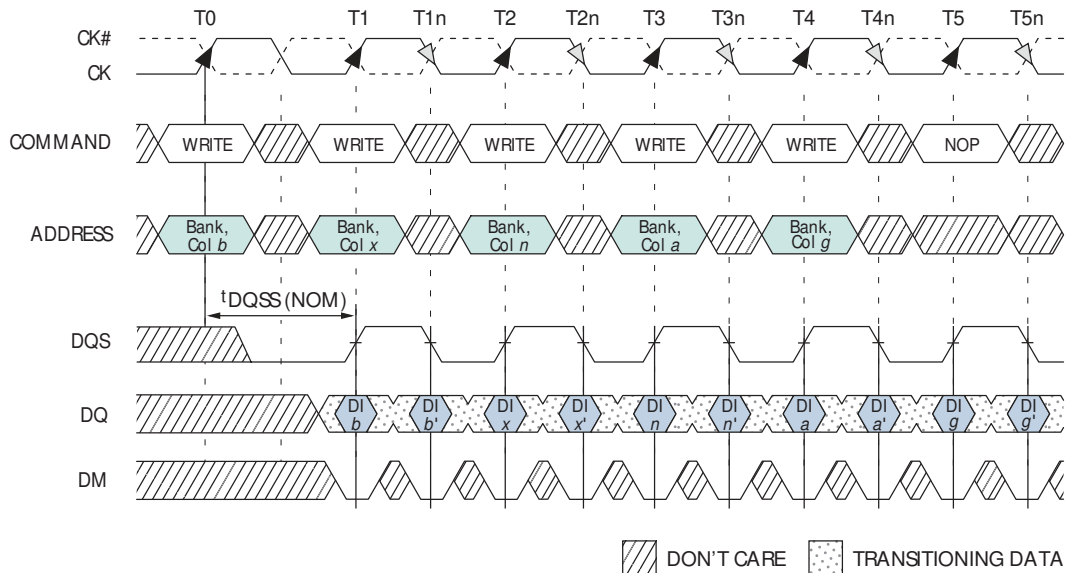 T0 T1 T1n T2 T2n T3 T3n T4 T4n T5 T5n
CK#
CK
COMMAND WRITE WRITE WRITE WRITE WRITE NOP
ADDRESS Bank, Col b Bank, Col x Bank, Col n Bank, Col a Bank, Col g
tDQSS (NOM)
DQS
DQ DI b DI b' DI x DI x' DI n DI n' DI a DI a' DI g DI g'
DM
DON'T CARE TRANSITIONING DATA